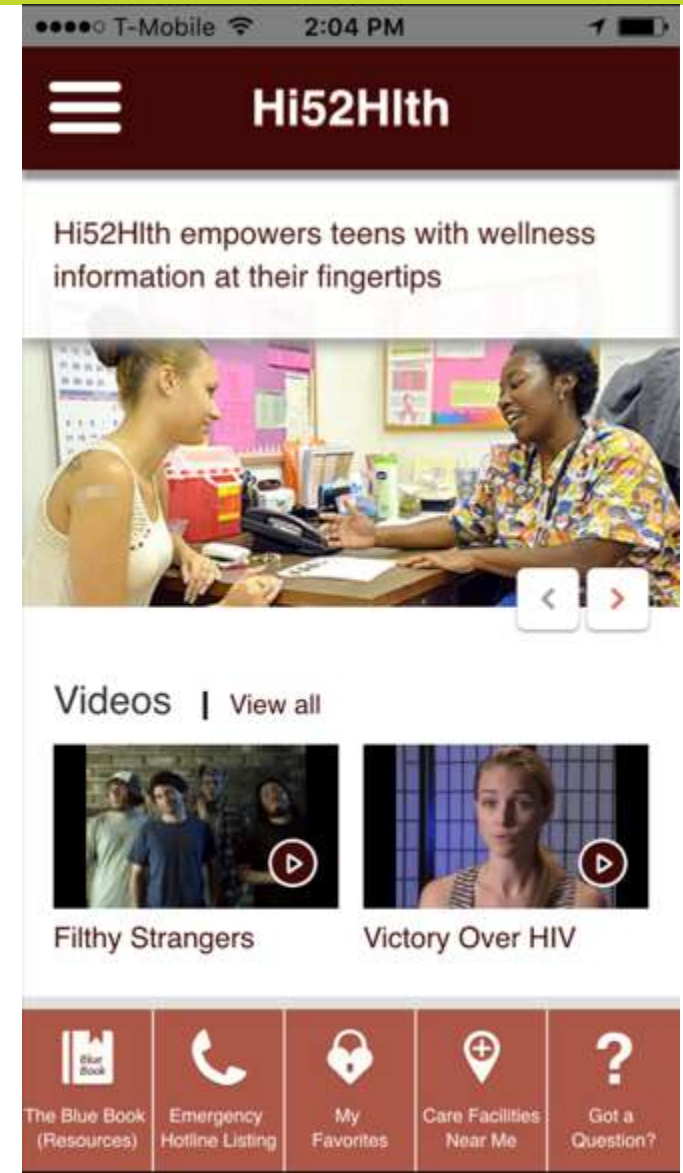 T-Mobile 2:04 PM
Hi52Hlth
Hi52Hlth empowers teens with wellness
information at their fingertips
Videos | View all
Filthy Strangers Victory Over HIV
Blue
Book
The Blue Book Emergency My Care Facilities Got a
(Resources) Hotline Listing Favorites Near Me Question?